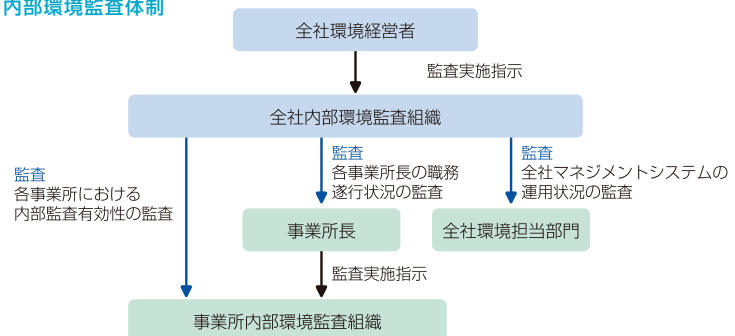 内部環境監査体制
全社環境経営者
監査実施指示
全社内部環境監査組織
監査
各事業所における
内部監査有効性の監査
監査
各事業所長の職務
遂行状況の監査
監査
全社マネジメントシステムの
運用状況の監査
事業所長
全社環境担当部門
監査実施指示
事業所内部環境監査組織